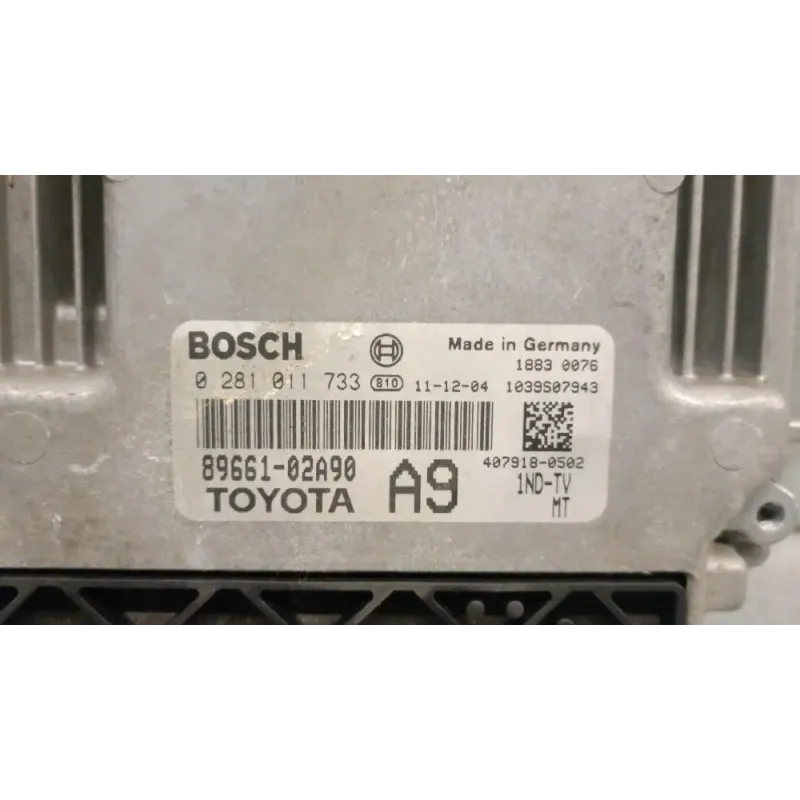 BOSCH Made in Germany
1883 0076
0 281 011 733 810 11-12-04 1039S07943
407918-0502
89661-02A90 A9 1ND-TV
TOYOTA MT